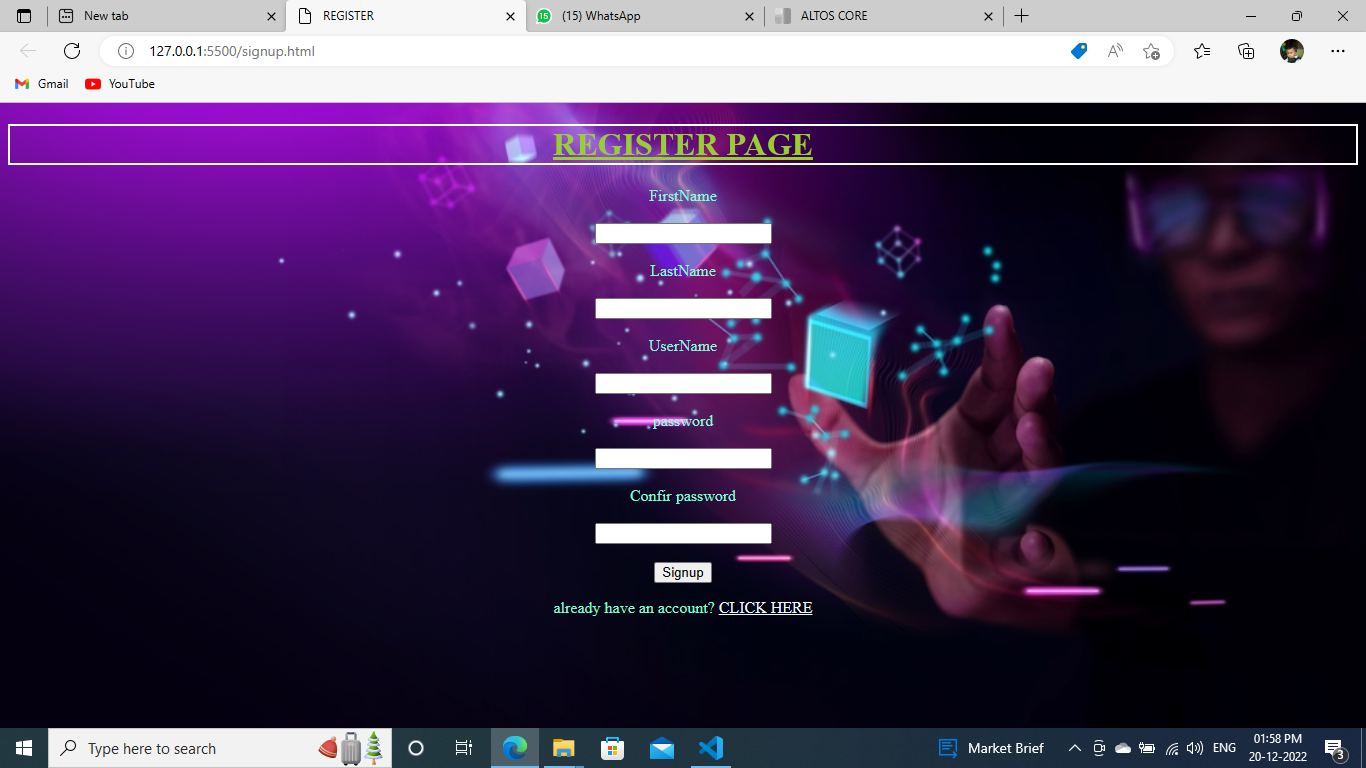 New tab
REGISTER
15 (15) WhatsApp
ALTOS CORE
127.0.0.1:5500/signup.html
Gmail
YouTube
REGISTER PAGE
FirstName
LastName
UserName
password
Confir password
Signup
already have an account? CLICK HERE
Type here to search
Market Brief
ENG
01:58 PM
20-12-2022
3